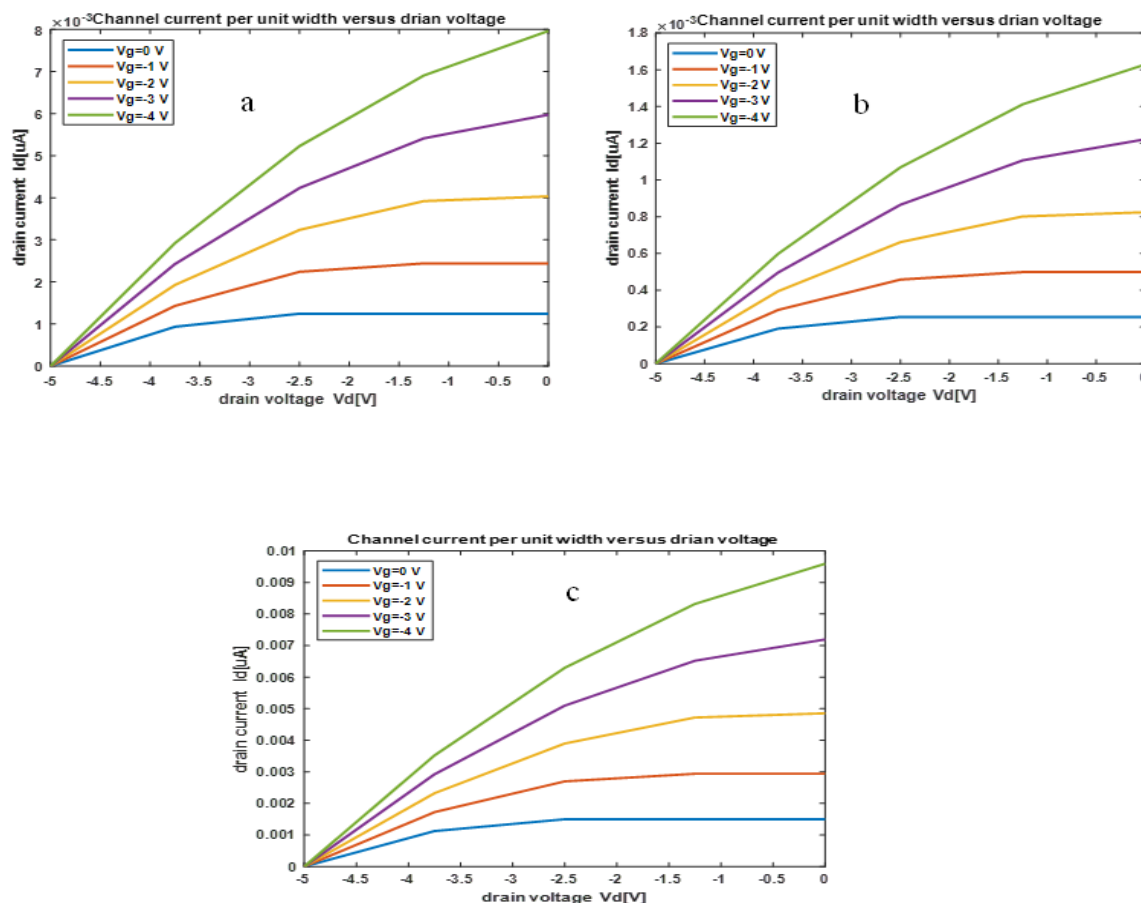 ×10-3Channel current per unit width versus drian voltage
8
7
6
5
4
3
2
1
0
drain current Id[uA]
Vg=0 V
Vg=-1 V
Vg=-2 V
Vg=-3 V
Vg=-4 V
a
-5 -4.5 -4 -3.5 -3 -2.5 -2 -1.5 -1 -0.5 0
drain voltage Vd[V]
×10-3Channel current per unit width versus drian voltage
1.8
1.6
1.4
1.2
1
0.8
0.6
0.4
0.2
0
drain current Id[uA]
Vg=0 V
Vg=-1 V
Vg=-2 V
Vg=-3 V
Vg=-4 V
b
-5 -4.5 -4 -3.5 -3 -2.5 -2 -1.5 -1 -0.5 0
drain voltage Vd[V]
Channel current per unit width versus drian voltage
0.01
0.009
0.008
0.007
0.006
0.005
0.004
0.003
0.002
0.001
0
drain current Id[uA]
Vg=0 V
Vg=-1 V
Vg=-2 V
Vg=-3 V
Vg=-4 V
c
-5 -4.5 -4 -3.5 -3 -2.5 -2 -1.5 -1 -0.5 0
drain voltage Vd[V]